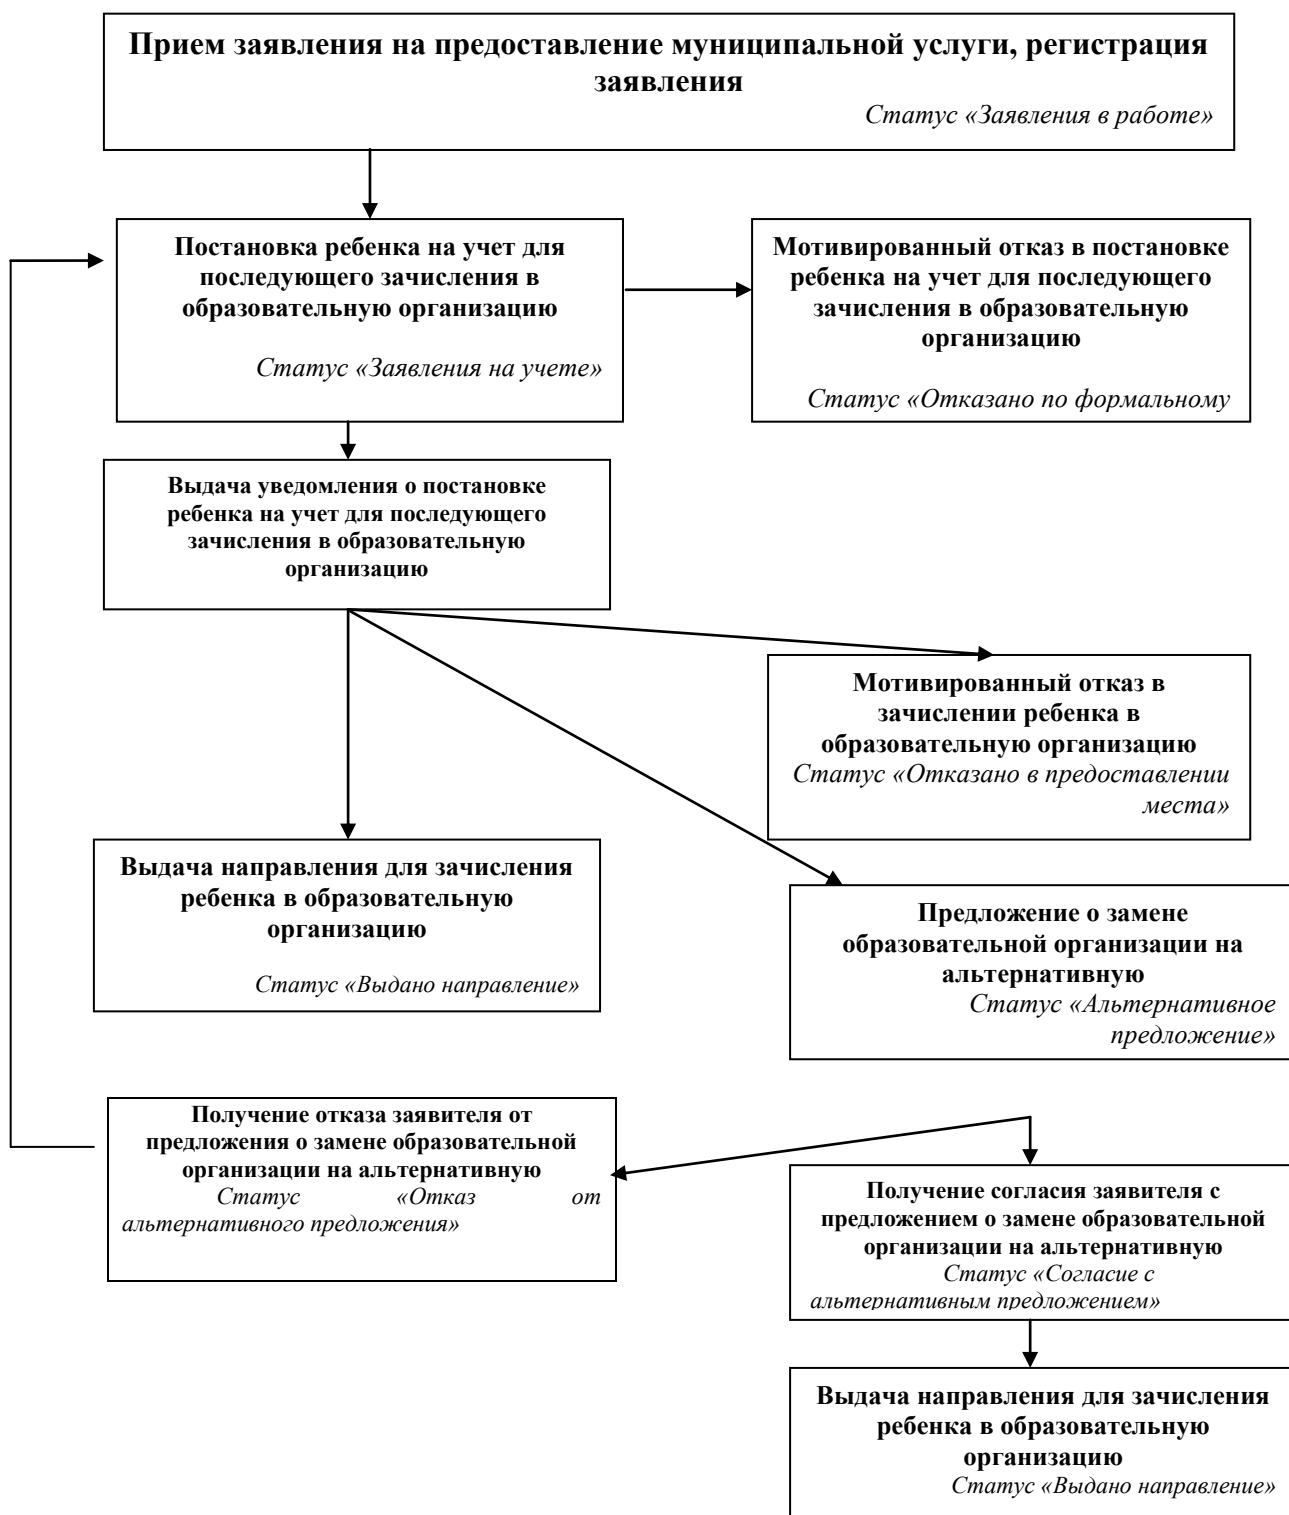 Прием заявления на предоставление муниципальной услуги, регистрация
заявления
Статус «Заявления в работе»
Постановка ребенка на учет для
последующего зачисления в
образовательную организацию
Статус «Заявления на учете»
Мотивированный отказ в постановке
ребенка на учет для последующего
зачисления в образовательную
организацию
Статус «Отказано по формальному
Выдача уведомления о постановке
ребенка на учет для последующего
зачисления в образовательную
организацию
Мотивированный отказ в
зачислении ребенка в
образовательную организацию
Статус «Отказано в предоставлении
места»
Выдача направления для зачисления
ребенка в образовательную
организацию
Статус «Выдано направление»
Предложение о замене
образовательной организации на
альтернативную
Статус «Альтернативное
предложение»
Получение отказа заявителя от
предложения о замене образовательной
организации на альтернативную
Статус «Отказ от
альтернативного предложения»
Получение согласия заявителя с
предложением о замене образовательной
организации на альтернативную
Статус «Согласие с
альтернативным предложением»
Выдача направления для зачисления
ребенка в образовательную
организацию
Статус «Выдано направление»